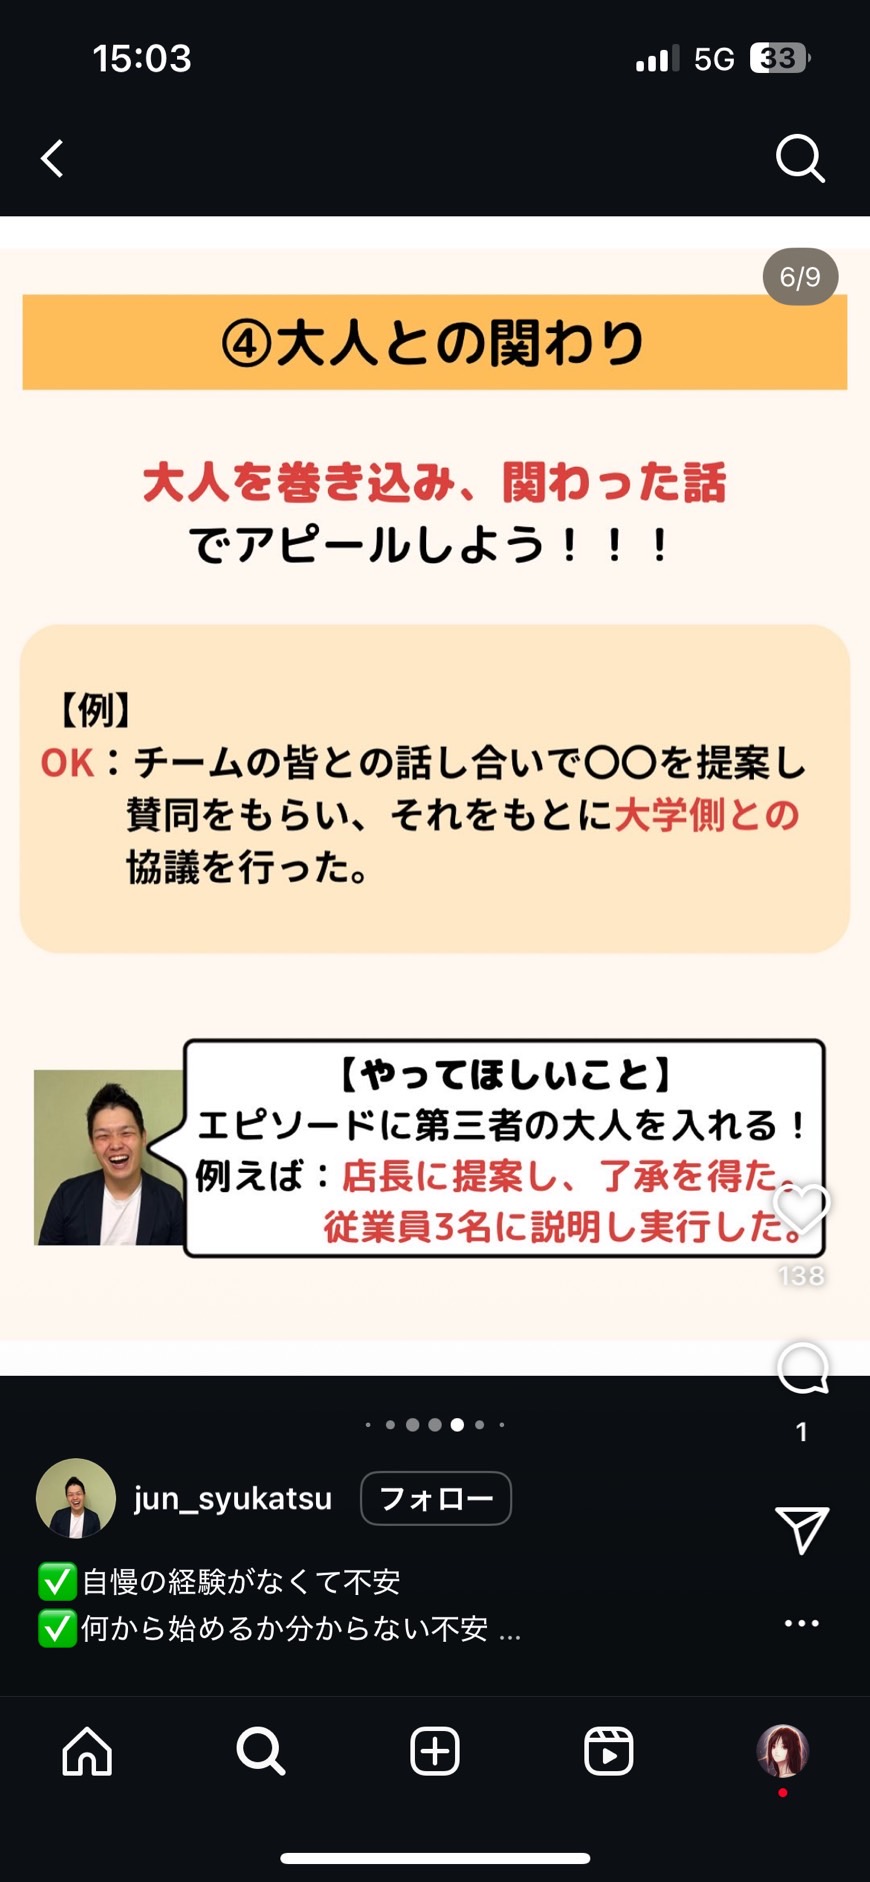 15:03
5G
33
6/9
④大人との関わり
大人を巻き込み、関わった話
でアピールしよう！！！
【例】
OK：チームの皆との話し合いで〇〇を提案し
賛同をもらい、それをもとに大学側との
協議を行った。
【やってほしいこと】
エピソードに第三者の大人を入れる！
例えば：店長に提案し、了承を得た。
従業員3名に説明し実行した。
138
1
jun_syukatsu
フォロー
✅自慢の経験がなくて不安
✅何から始めるか分からない不安 ...